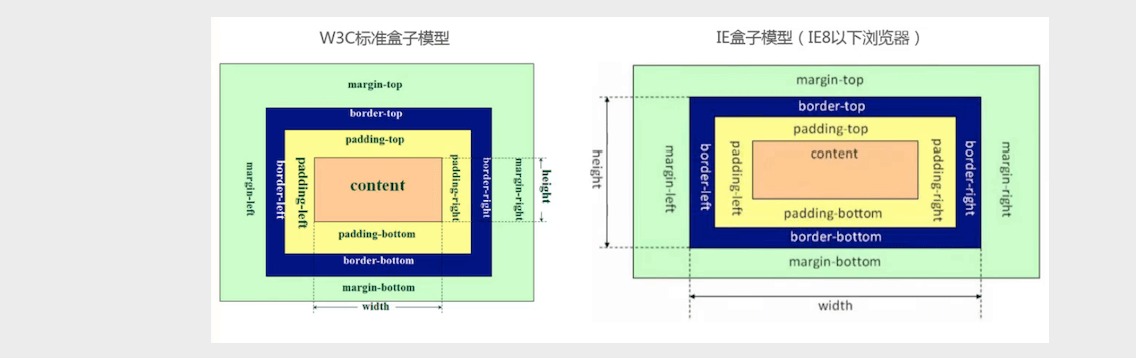 W3C标准盒子模型
margin-top
border-top
padding-top
margin-left
border-left
padding-left
content
padding-right
border-right
margin-right
height
padding-bottom
border-bottom
margin-bottom
width
IE盒子模型（IE8以下浏览器）
margin-top
border-top
padding-top
height
margin-left
border-left
padding-left
content
padding-right
border-right
margin-right
padding-bottom
border-bottom
margin-bottom
width